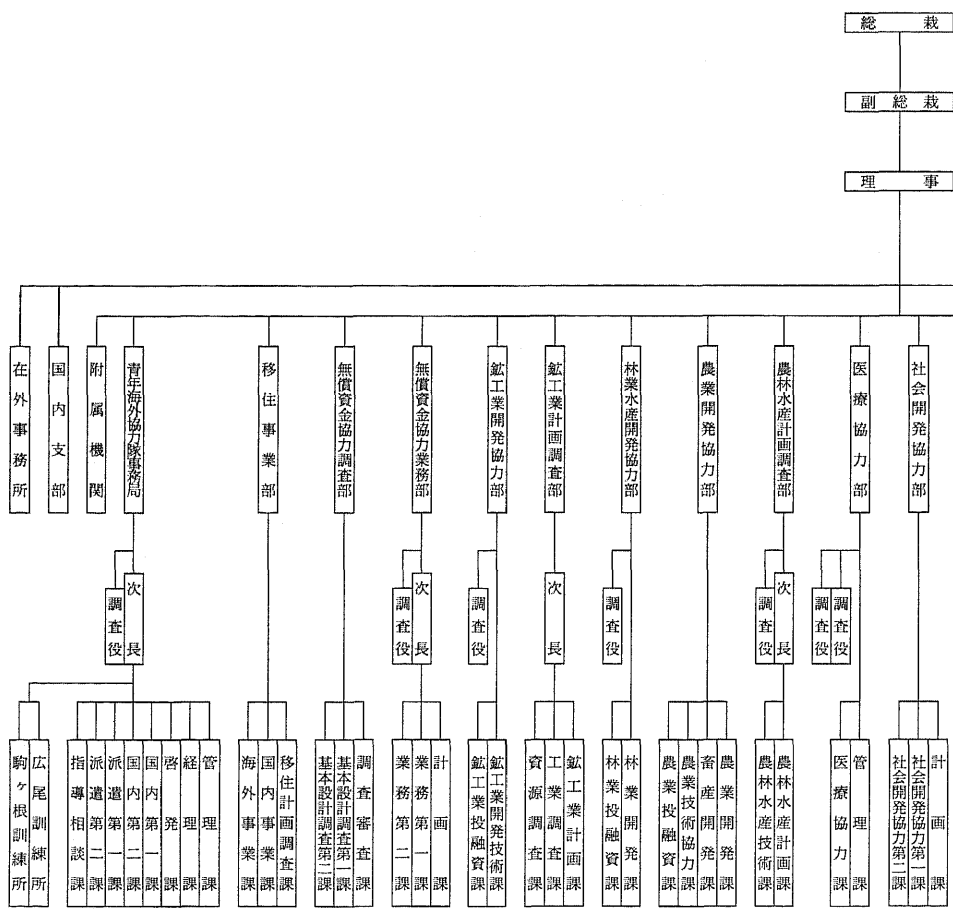 総裁
副総裁
理事
社会開発協力部
医療協力部
農林水産計画調査部
農業開発協力部
林業水産開発協力部
鉱工業計画調査部
鉱工業開発協力部
無償資金協力業務部
無償資金協力調査部
移住事業部
青年海外協力隊事務局
附属機関
国内支部
在外事務所
調査役
調査役
次長
調査役
調査役
次長
調査役
次長
調査役
次長
調査役
計画課
社会開発協力第一課
社会開発協力第二課
管理課
医療協力課
農林水産計画課
農林水産技術課
農業開発課
畜産開発課
農業技術協力課
農業投融資課
林業開発課
林業投融資課
鉱工業計画課
工業調査課
資源調査課
鉱工業開発技術課
鉱工業投融資課
計画課
業務第一課
業務第二課
調査審査課
基本設計調査第一課
基本設計調査第二課
移住計画調査課
国内事業課
海外事業課
管理課
経理課
啓発課
国内第一課
国内第二課
派遣第一課
派遣第二課
指導相談課
広尾訓練所
駒ヶ根訓練所